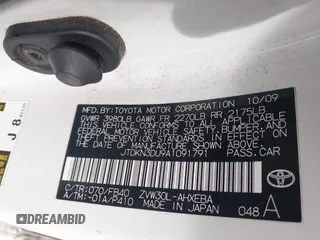 MFD. BY: TOYOTA MOTOR CORPORATION 10/09
GVWR 3980LB GAWR FR 2270LB RR 2175LB
THIS VEHICLE CONFORMS TO ALL APPLICABLE
FEDERAL MOTOR VEHICLE SAFETY, BUMPER, AND
THEFT PREVENTION STANDARDS IN EFFECT ON
THE DATE OF MANUFACTURE SHOWN ABOVE.
JTDKN3DU9A1091791 PASS. CAR
C/TR: 070/FB40 ZVW30L-AHXEBA
A/TM: -01A/P410 MADE IN JAPAN 048 A
TOYOTA
J 8
DREAMBID